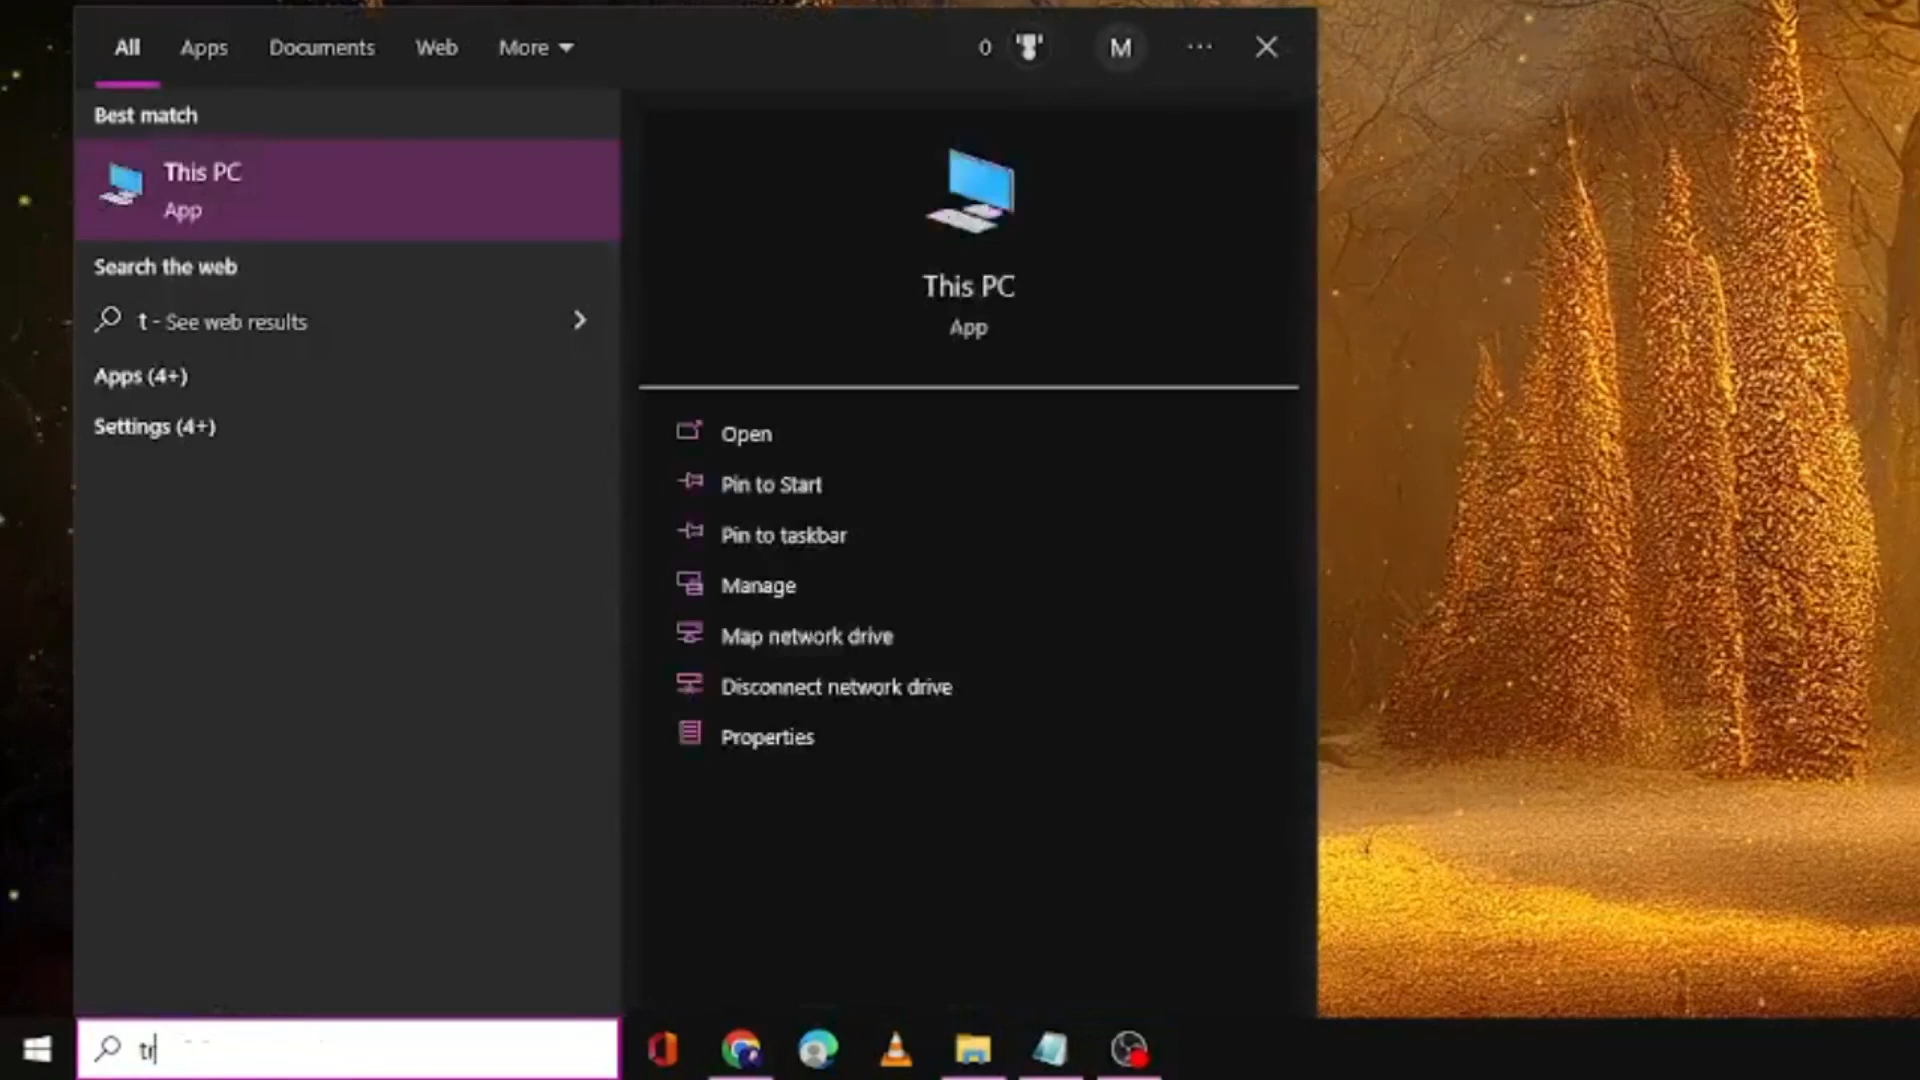 All Apps Documents Web More 0 M
Best match
This PC
App
Search the web
t - See web results
Apps (4+)
Settings (4+)
This PC
App
Open
Pin to Start
Pin to taskbar
Manage
Map network drive
Disconnect network drive
Properties
tr